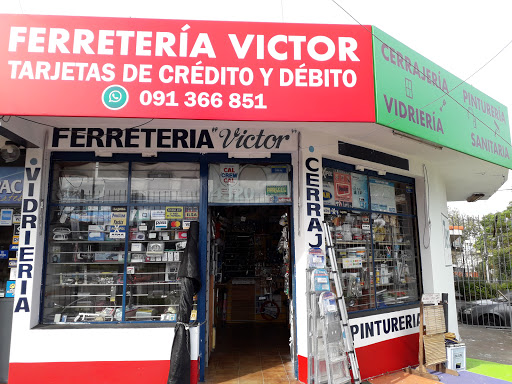 FERRETERÍA VICTOR
TARJETAS DE CRÉDITO Y DÉBITO
091 366 851
CERRAJERÍA
PINTURERÍA
VIDRIERÍA
SANITARIA
FERRETERIA "Victor"
VIDRIERIA
CERRAJ
PINTURERIA